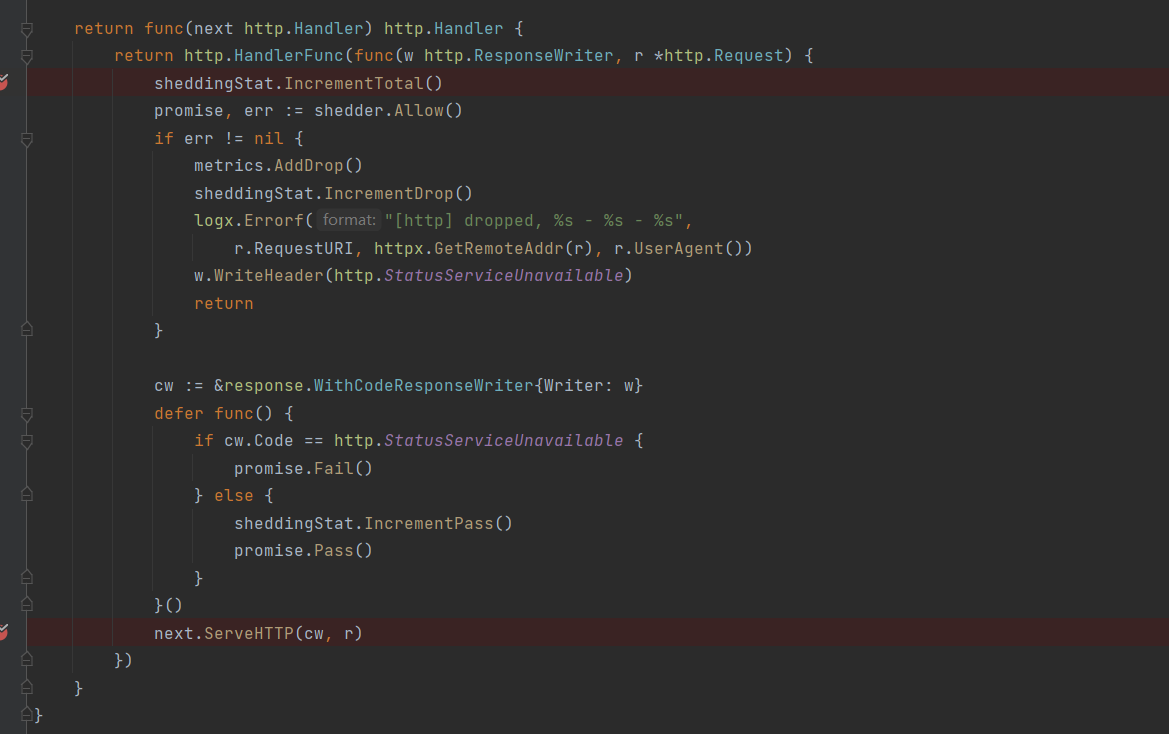 return func(next http.Handler) http.Handler {
return http.HandlerFunc(func(w http.ResponseWriter, r *http.Request) {
sheddingStat.IncrementTotal()
promise, err := shedder.Allow()
if err != nil {
metrics.AddDrop()
sheddingStat.IncrementDrop()
logx.Errorf( format: "[http] dropped, %s - %s - %s",
r.RequestURI, httpx.GetRemoteAddr(r), r.UserAgent())
w.WriteHeader(http.StatusServiceUnavailable)
return
}
cw := &response.WithCodeResponseWriter{Writer: w}
defer func() {
if cw.Code == http.StatusServiceUnavailable {
promise.Fail()
} else {
sheddingStat.IncrementPass()
promise.Pass()
}
}()
next.ServeHTTP(cw, r)
})
}
}